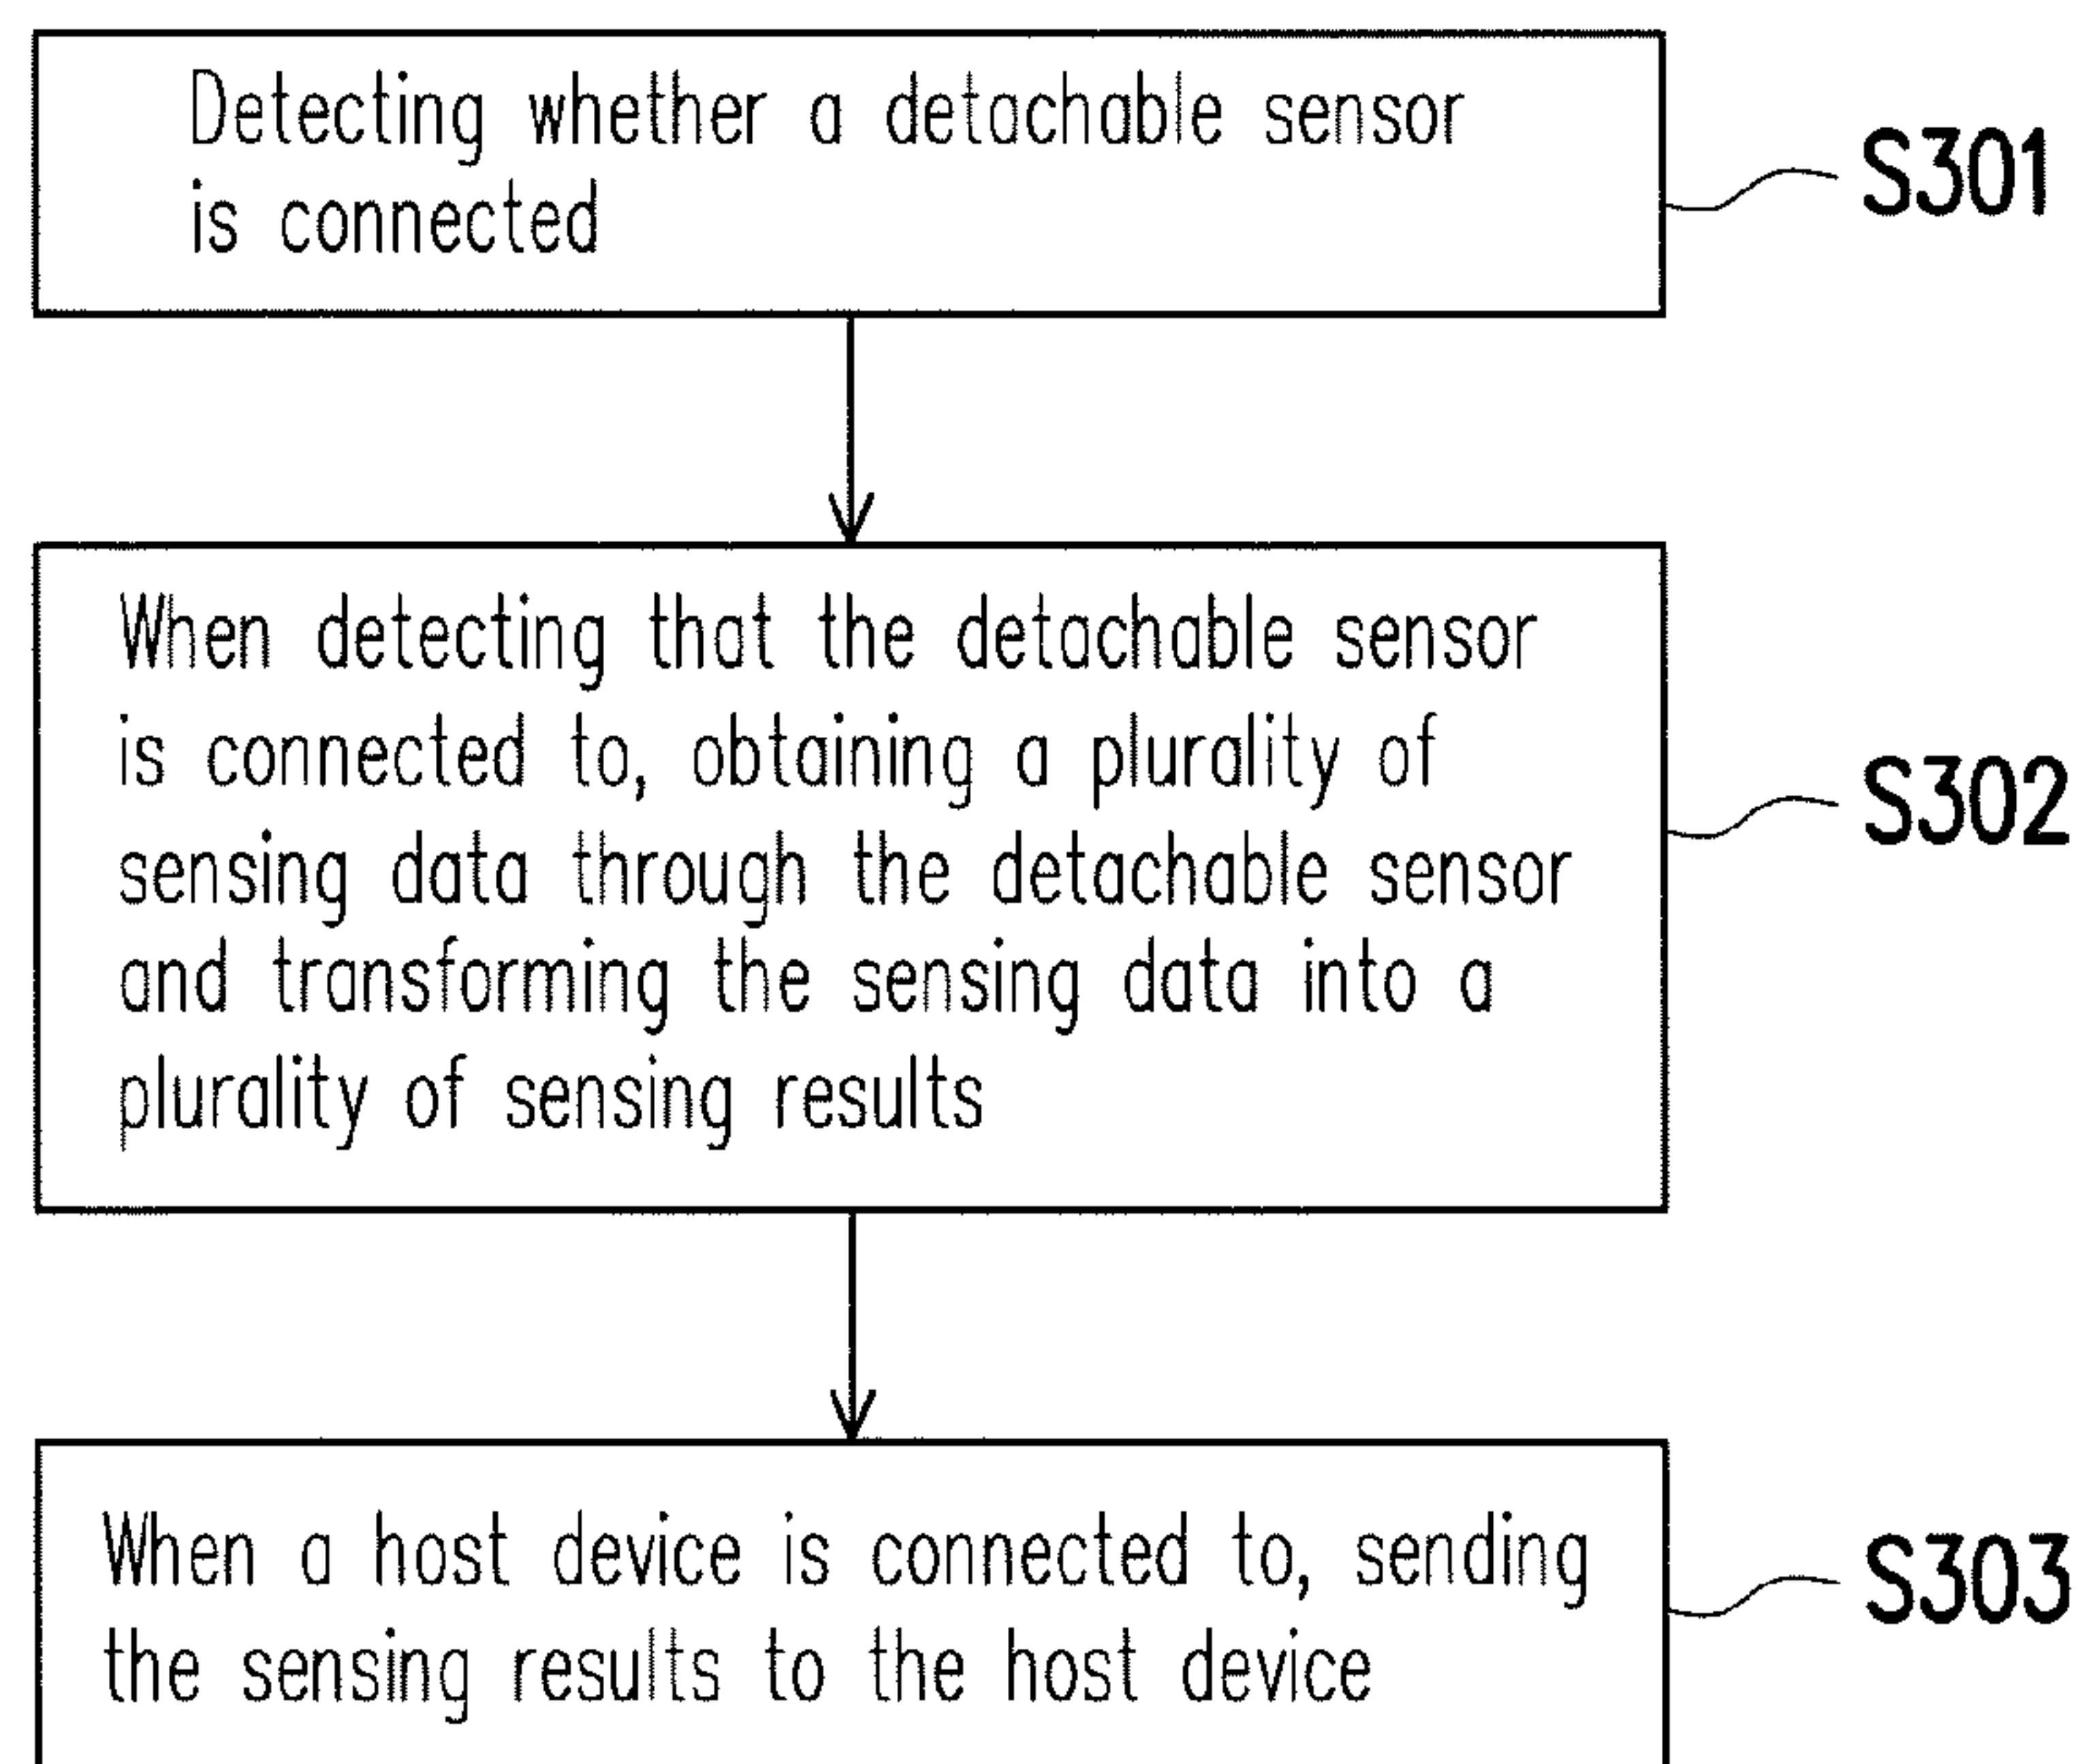 Detecting whether a detachable sensor
is connected
S301
When detecting that the detachable sensor
is connected to, obtaining a plurality of
sensing data through the detachable sensor
and transforming the sensing data into a
plurality of sensing results
S302
When a host device is connected to, sending
the sensing results to the host device
S303